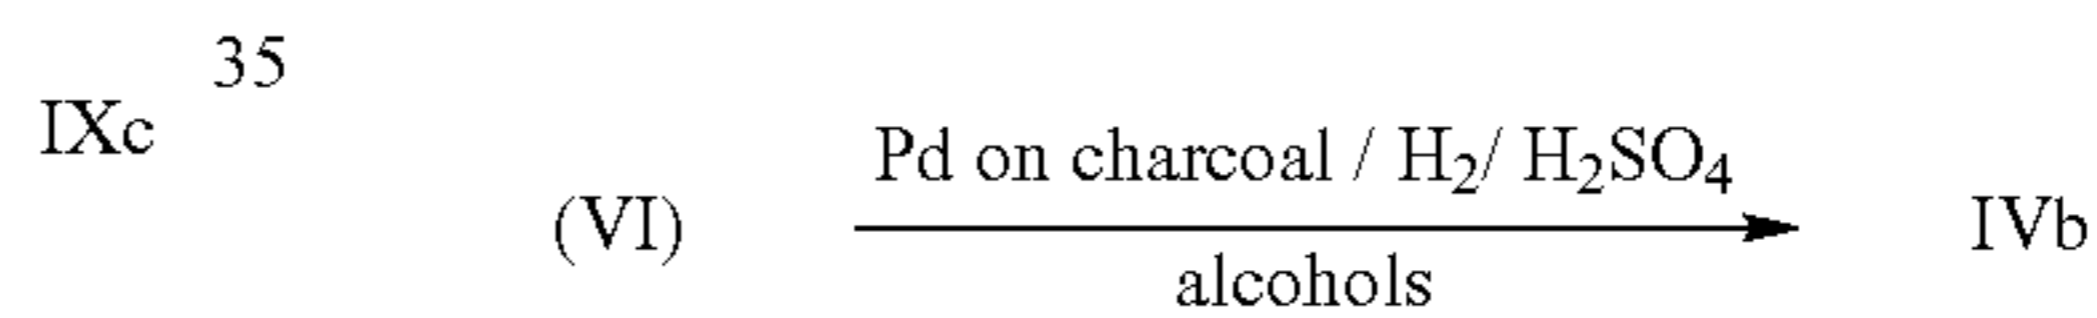 35
IXc
Pd on charcoal / H₂/ H₂SO₄
(VI) IVb
alcohols